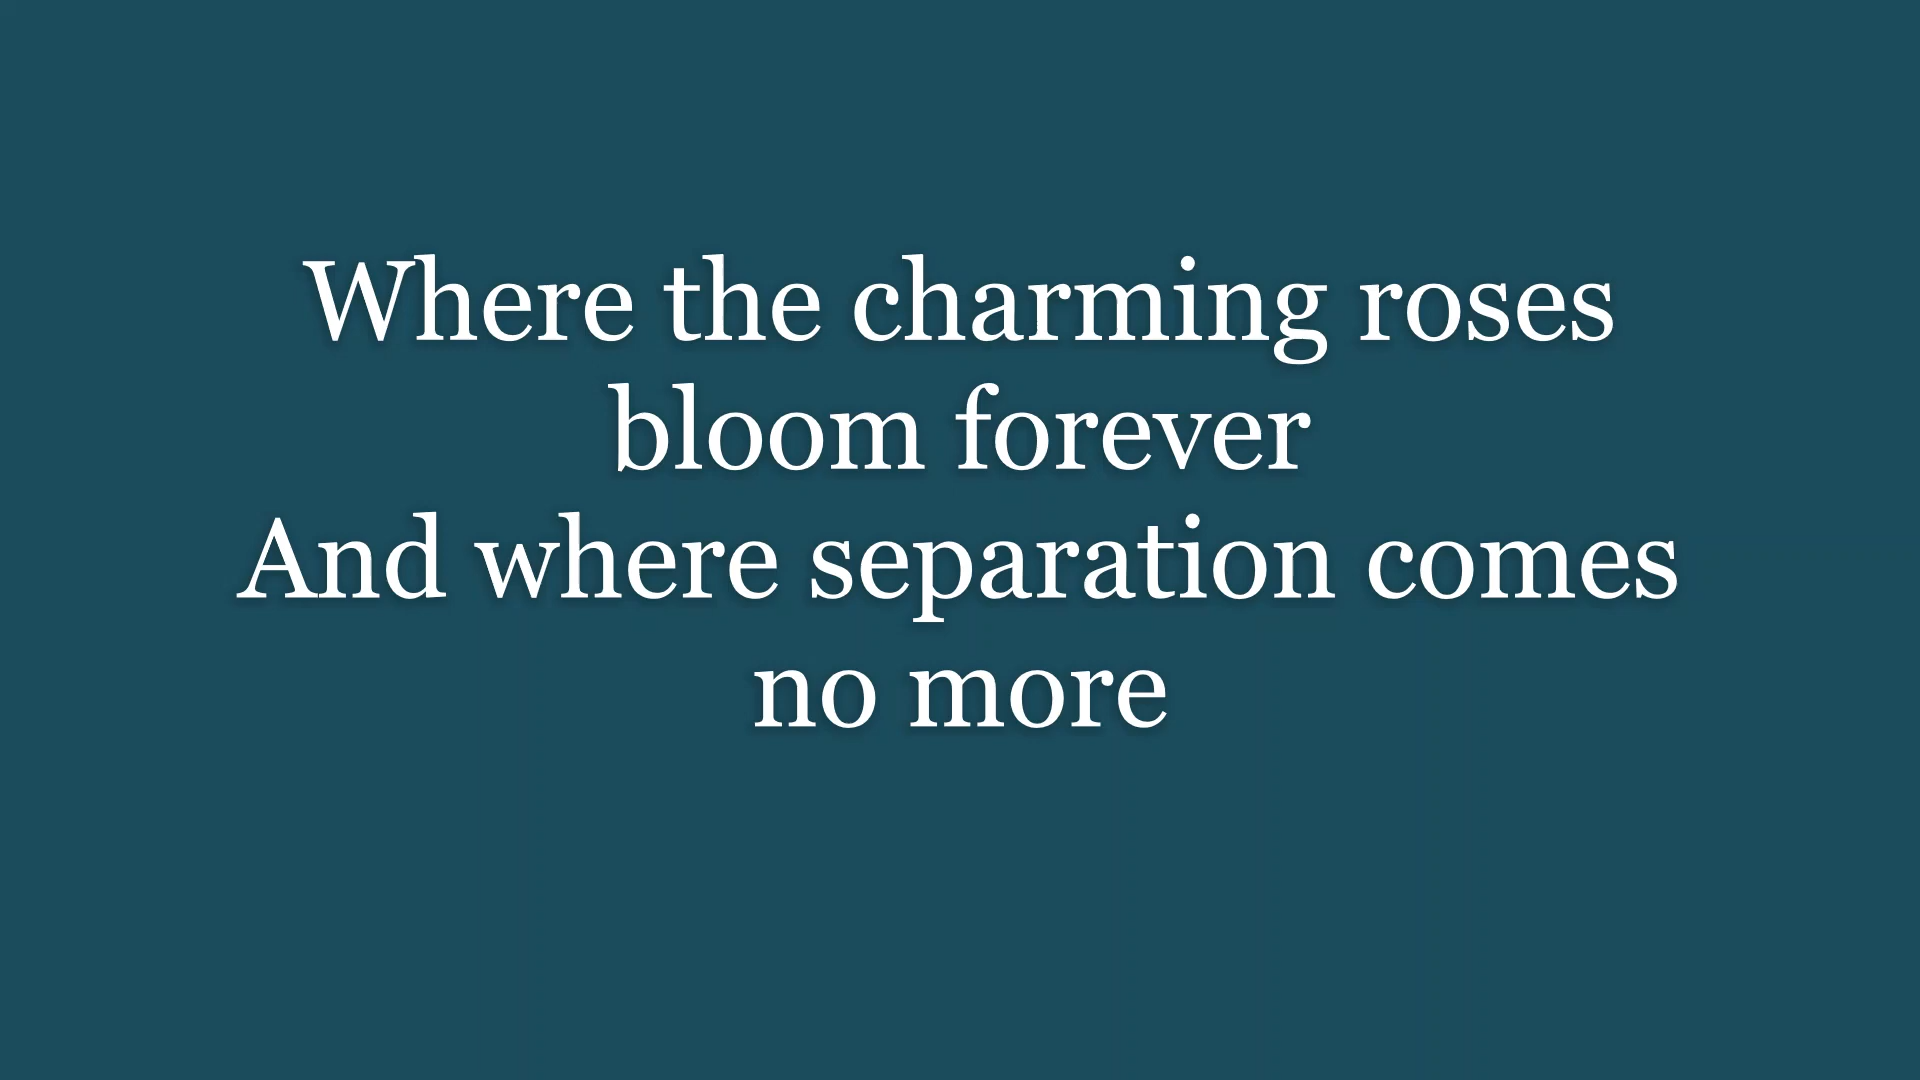 Where the charming roses
bloom forever
And where separation comes
no more